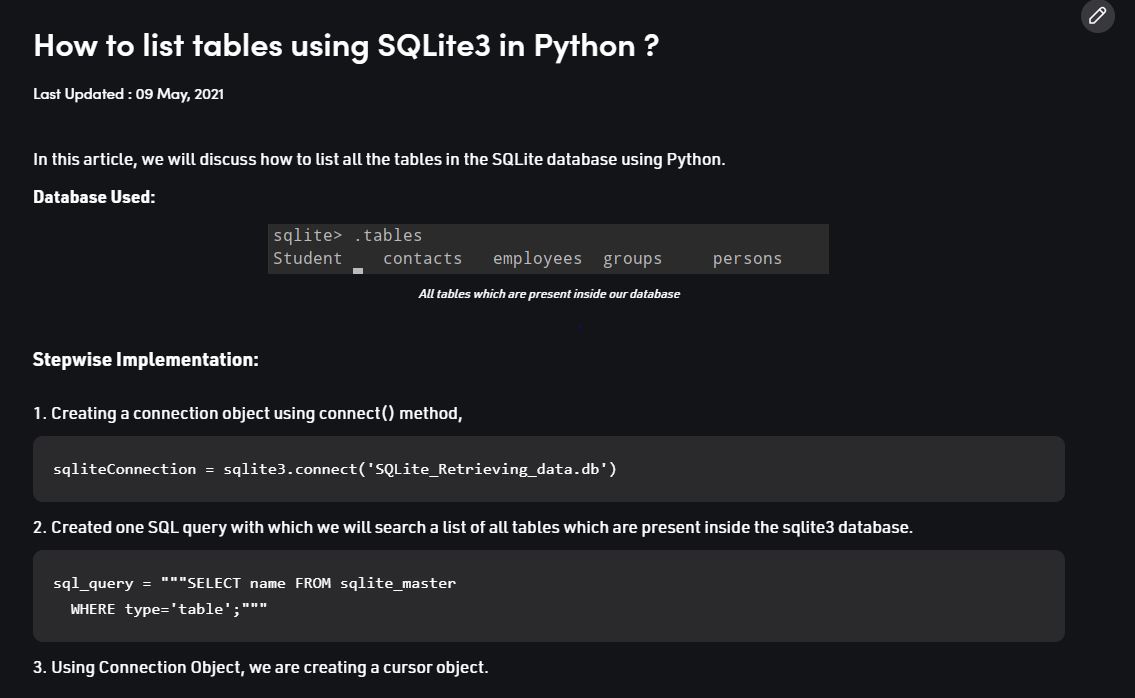 How to list tables using SQLite3 in Python ?
Last Updated : 09 May, 2021
In this article, we will discuss how to list all the tables in the SQLite database using Python.
Database Used:
sqlite> .tables
Student    contacts   employees  groups     persons
All tables which are present inside our database
Stepwise Implementation:
1. Creating a connection object using connect() method,
sqliteConnection = sqlite3.connect('SQLite_Retrieving_data.db')
2. Created one SQL query with which we will search a list of all tables which are present inside the sqlite3 database.
sql_query = """SELECT name FROM sqlite_master
  WHERE type='table';"""
3. Using Connection Object, we are creating a cursor object.